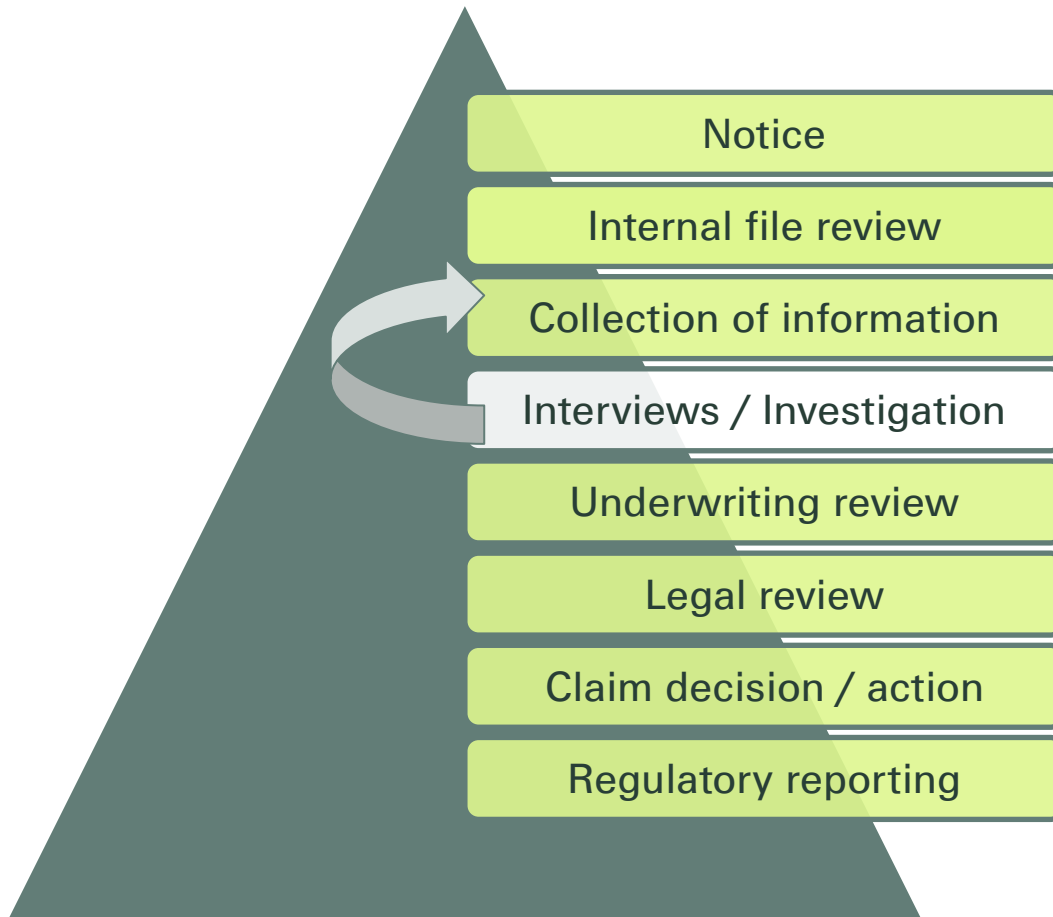 Notice
Internal file review
Collection of information
Interviews / Investigation
Underwriting review
Legal review
Claim decision / action
Regulatory reporting